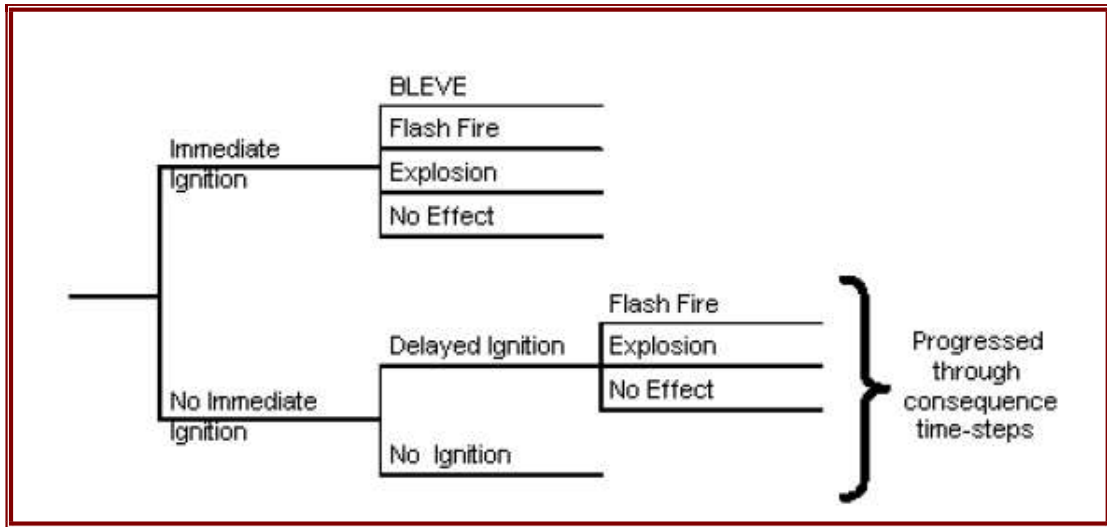 BLEVE
Flash Fire
Immediate
Ignition
Explosion
No Effect
Flash Fire
Delayed Ignition
Explosion
No Effect
No Immediate
Ignition
No Ignition
Progressed
through
consequence
time-steps